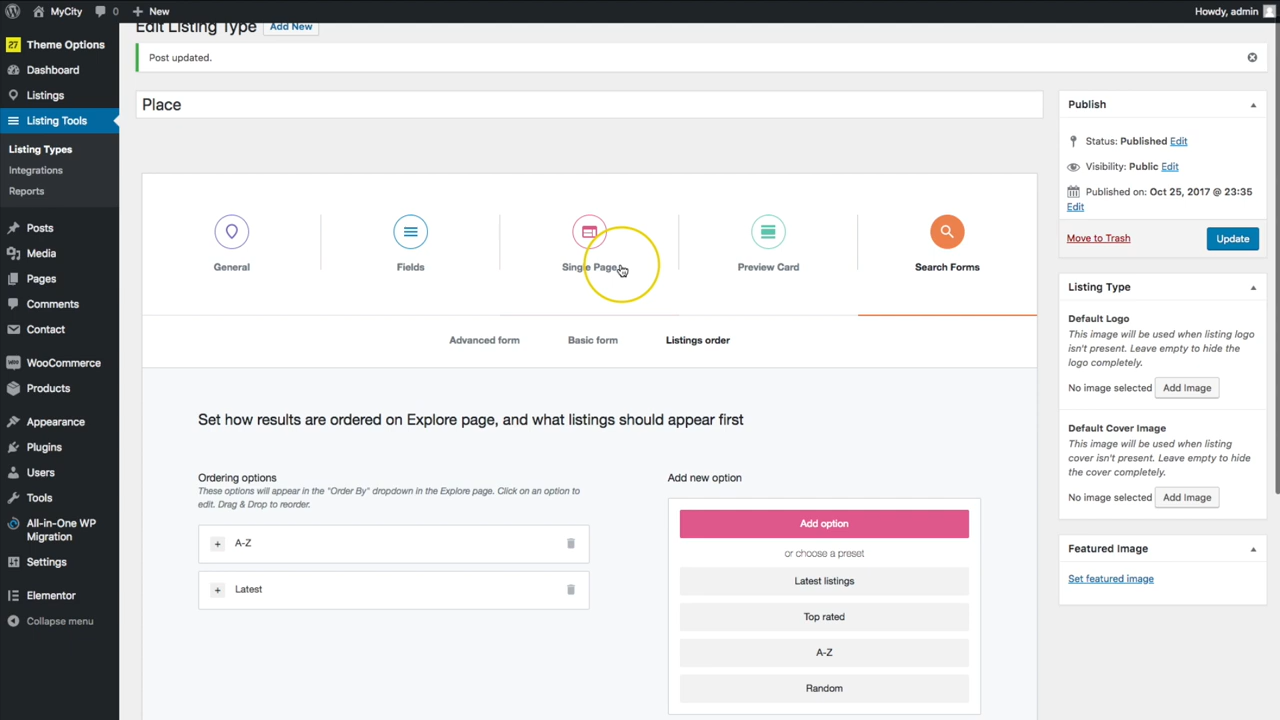 MyCity
0
New
Howdy, admin
27
Theme Options
Dashboard
Listings
Listing Tools
Listing Types
Integrations
Reports
Posts
Media
Pages
Comments
Contact
WooCommerce
Products
Appearance
Plugins
Users
Tools
All-in-One WP
Migration
Settings
Elementor
Collapse menu
Edit Listing Type
Add New
Post updated.
Place
General
Fields
Single Page
Preview Card
Search Forms
Advanced form
Basic form
Listings order
Set how results are ordered on Explore page, and what listings should appear first
Ordering options
These options will appear in the "Order By" dropdown in the Explore page. Click on an option to
edit. Drag & Drop to reorder.
A-Z
Latest
Add new option
Add option
or choose a preset
Latest listings
Top rated
A-Z
Random
Publish
Status: Published Edit
Visibility: Public Edit
Published on: Oct 25, 2017 @ 23:35
Edit
Move to Trash
Update
Listing Type
Default Logo
This image will be used when listing logo
isn't present. Leave empty to hide the
logo completely.
No image selected Add Image
Default Cover Image
This image will be used when listing
cover isn't present. Leave empty to hide
the cover completely.
No image selected Add Image
Featured Image
Set featured image